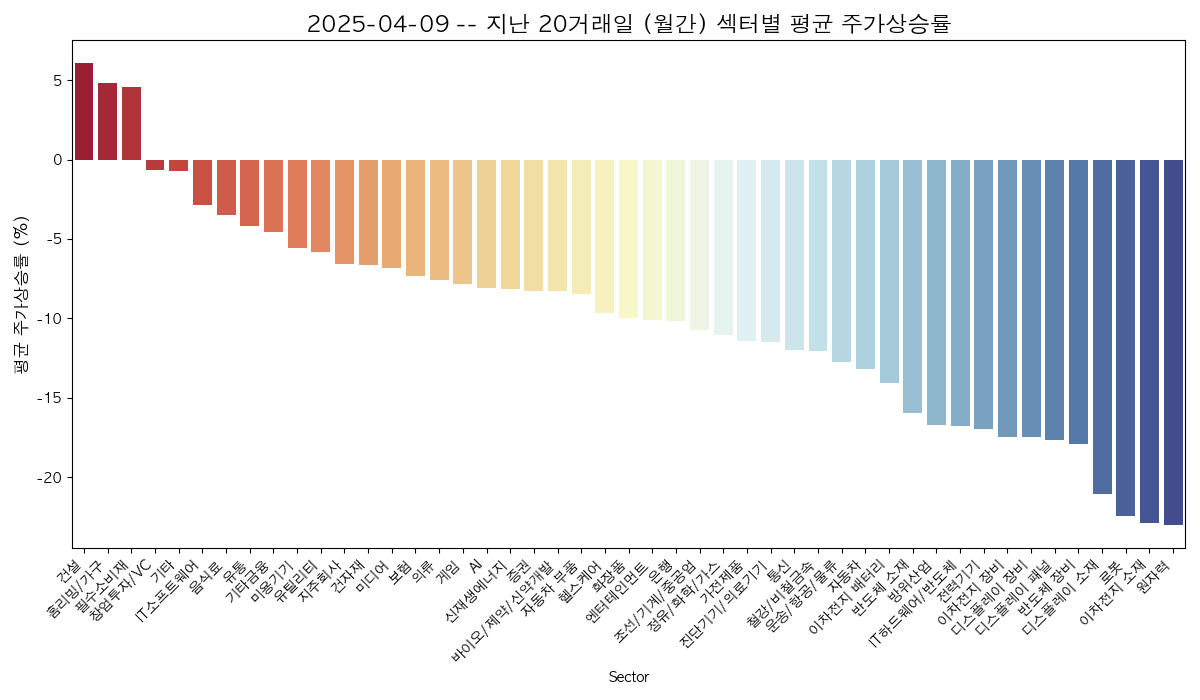 2025-04-09 -- 지난 20거래일 (월간) 섹터별 평균 주가상승률
평균 주가상승률 (%)
5
0
-5
-10
-15
-20
건설
홈리빙/가구
필수소비재
창업투자/VC
기타
IT소프트웨어
음식료
유통
기타금융
미용기기
유틸리티
지주회사
건자재
미디어
보험
의류
게임
AI
신재생에너지
증권
바이오/제약/신약개발
자동차 부품
헬스케어
화장품
엔터테인먼트
은행
조선/기계/중공업
정유/화학/가스
가전제품
진단기기/의료기기
통신
철강/비철금속
운송/항공/물류
자동차
이차전지 배터리
반도체 소재
방위산업
IT하드웨어/반도체
전력기기
이차전지 장비
디스플레이 장비
디스플레이 패널
반도체 장비
디스플레이 소재
로봇
이차전지 소재
원자력
Sector